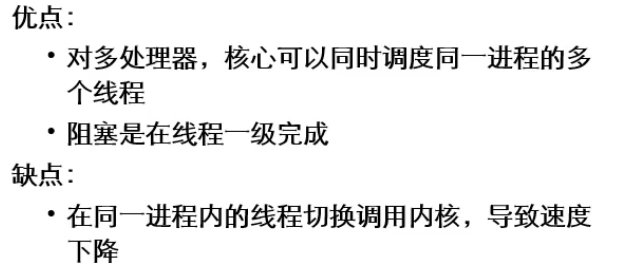 优点：
• 对多处理器，核心可以同时调度同一进程的多
个线程
• 阻塞是在线程一级完成
缺点：
• 在同一进程内的线程切换调用内核，导致速度
下降